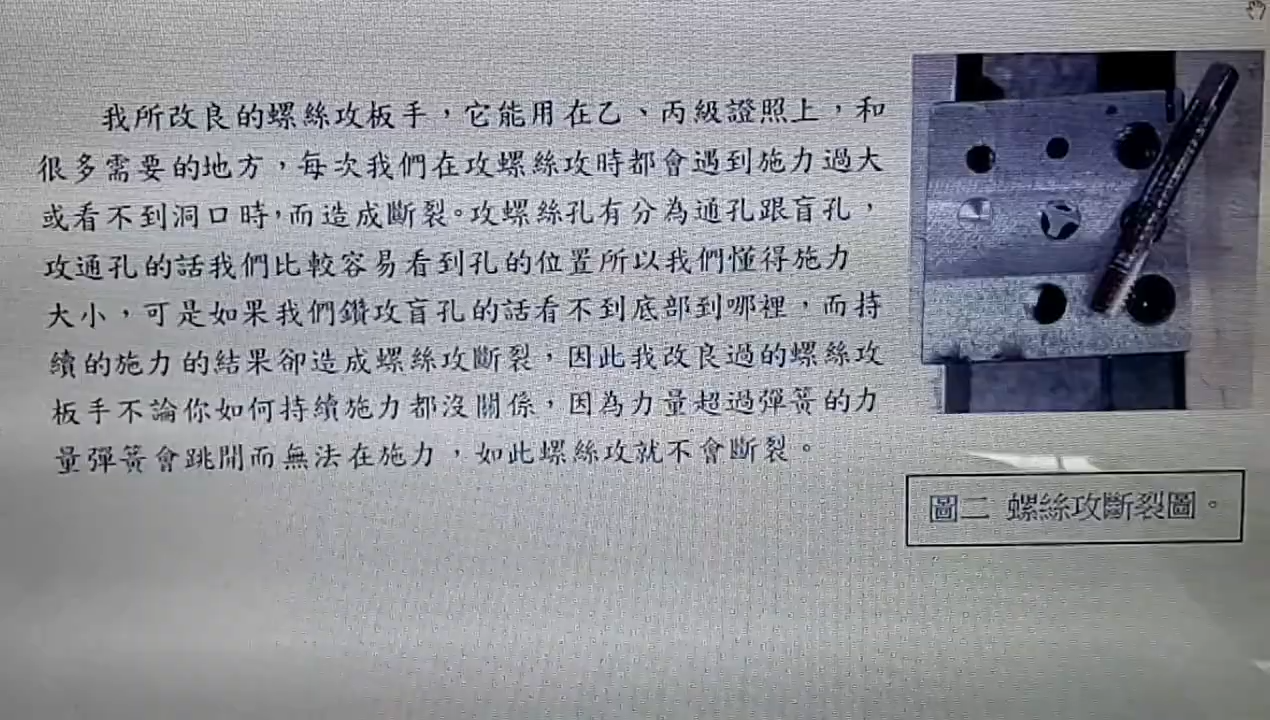 我所改良的螺絲攻板手，它能用在乙、丙級證照上，和
很多需要的地方，每次我們在攻螺絲攻時都會遇到施力過大
或看不到洞口時，而造成斷裂。攻螺絲孔有分為通孔跟盲孔，
攻通孔的話我們比較容易看到孔的位置所以我們懂得施力
大小，可是如果我們鑽攻盲孔的話看不到底部到哪裡，而持
續的施力的結果卻造成螺絲攻斷裂，因此我改良過的螺絲攻
板手不論你如何持續施力都沒關係，因為力量超過彈簧的力
量彈簧會跳開而無法在施力，如此螺絲攻就不會斷裂。
圖二 螺絲攻斷裂圖。